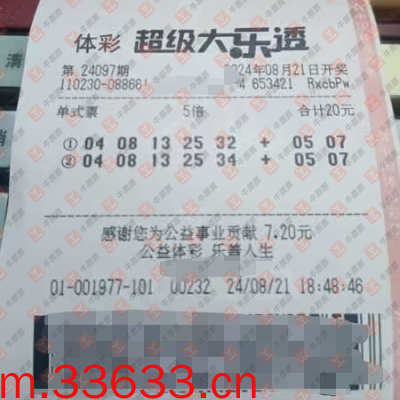 体彩 超级大乐透
第 24097期 2024年08月21日开奖
110230-08866 4 653421 RxcbPw
单式票 5倍 合计20元
① 04 08 13 25 32 + 05 07
② 04 08 13 25 34 + 05 07
感谢您为公益事业贡献 7.20元
公益体彩 乐善人生
01-001977-101 00232 24/08/21 18:48:46
m.33633.cn